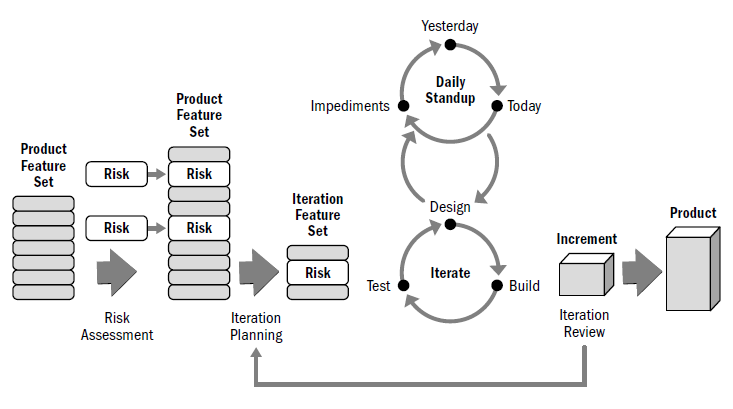 Yesterday
Daily
Standup
Impediments
Today
Product
Feature
Set
Product
Feature
Set
Risk
Risk
Risk
Risk
Risk
Assessment
Iteration
Planning
Iteration
Feature
Set
Risk
Design
Iterate
Test
Build
Increment
Iteration
Review
Product